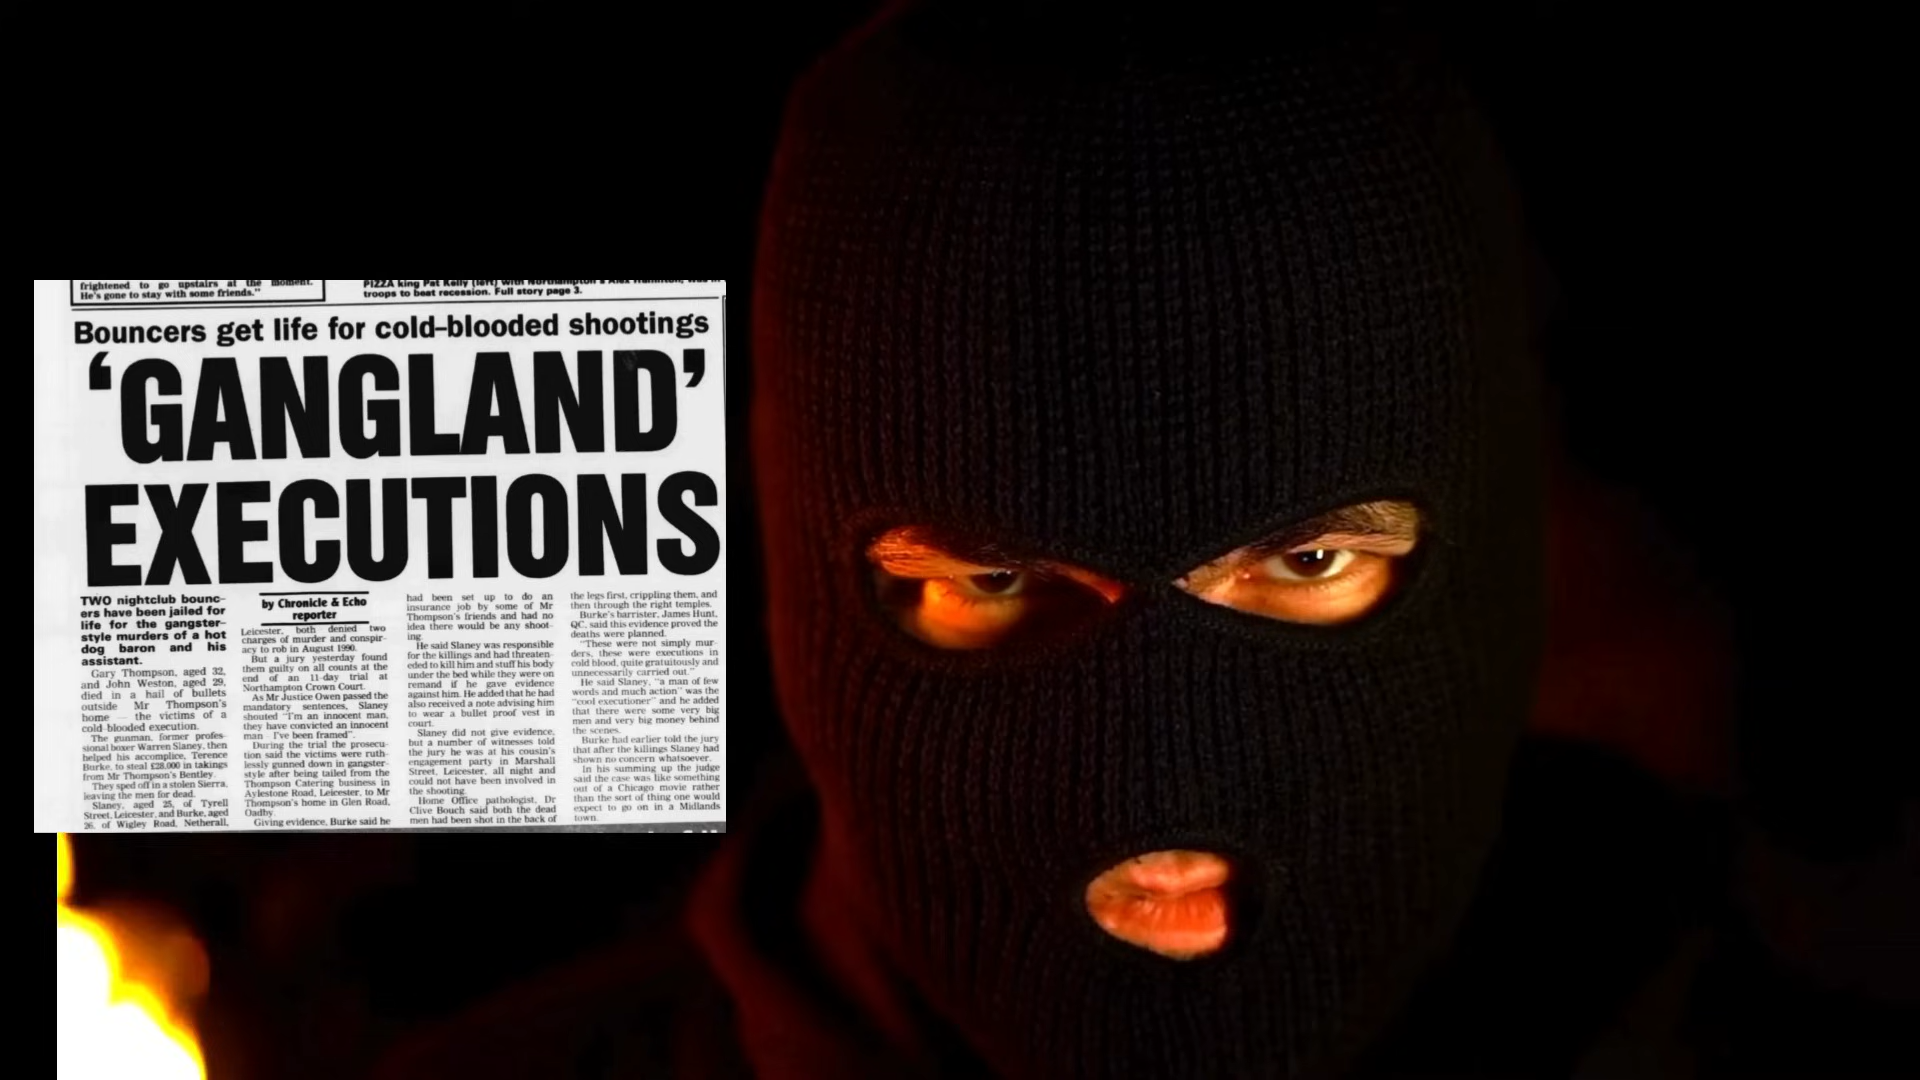 frightened to go upstairs at the moment.
He's gone to stay with some friends."
PIZZA king Pat Kelly (left) with Northampton's Alex
troops to beat recession. Full story page 3.
Bouncers get life for cold-blooded shootings
'GANGLAND'
EXECUTIONS
TWO nightclub bounc-
ers have been jailed for
life for the gangster-
style murders of a hot
dog baron and his
assistant.
Gary Thompson, aged 32,
and John Weston, aged 29,
died in a hail of bullets
outside Mr Thompson's
home — the victims of a
cold-blooded execution.
The gunman, former profes-
sional boxer Warren Slaney, then
helped his accomplice, Terence
Burke, to steal £28,000 in takings
from Mr Thompson's Bentley.
They sped off in a stolen Sierra,
leaving the men for dead.
Slaney, aged 25, of Tyrell
Street, Leicester, and Burke, aged
26, of Wigley Road, Netherall,
by Chronicle & Echo
reporter
Leicester, both denied two
charges of murder and conspir-
acy to rob in August 1990.
But a jury yesterday found
them guilty on all counts at the
end of an 11-day trial at
Northampton Crown Court.
As Mr Justice Owen passed the
mandatory sentences, Slaney
shouted "I'm an innocent man,
they have convicted an innocent
man - I've been framed".
During the trial the prosecu-
tion said the victims were ruth-
lessly gunned down in gangster-
style after being tailed from the
Thompson Catering business in
Aylestone Road, Leicester, to Mr
Thompson's home in Glen Road,
Oadby.
Giving evidence, Burke said he
had been set up to do an
insurance job by some of Mr
Thompson's friends and had no
idea there would be any shoot-
ing.
He said Slaney was responsible
for the killings and had threaten-
eded to kill him and stuff his body
under the bed while they were on
remand if he gave evidence
against him. He added that he had
also received a note advising him
to wear a bullet proof vest in
court.
Slaney did not give evidence,
but a number of witnesses told
the jury he was at his cousin's
engagement party in Marshall
Street, Leicester, all night and
could not have been involved in
the shooting.
Home Office pathologist, Dr
Clive Bouch said both the dead
men had been shot in the back of
the legs first, crippling them, and
then through the right temples.
Burke's barrister, James Hunt,
QC, said this evidence proved the
deaths were planned.
"These were not simply mur-
ders, these were executions in
cold blood, quite gratuitously and
unnecessarily carried out."
He said Slaney, "a man of few
words and much action" was the
"cool executioner" and he added
that there were some very big
men and very big money behind
the scenes.
Burke had earlier told the jury
that after the killings Slaney had
shown no concern whatsoever.
In his summing up the judge
said the case was like something
out of a Chicago movie rather
than the sort of thing one would
expect to go on in a Midlands
town.